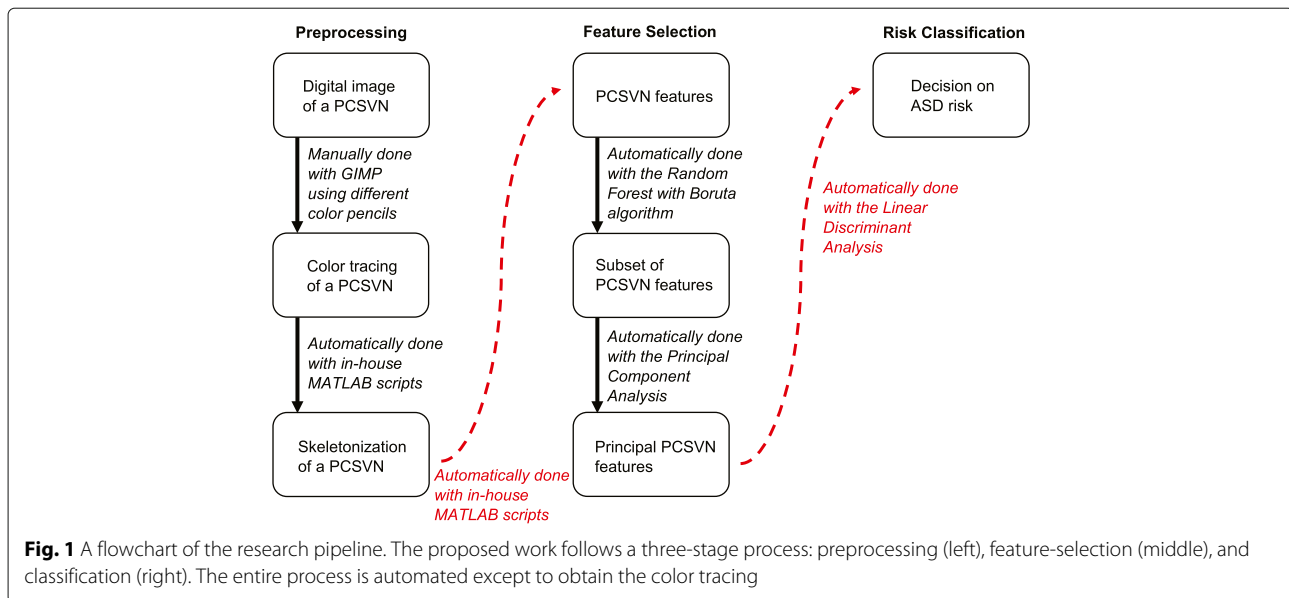 Preprocessing
Digital image
of a PCSVN
Manually done
with GIMP
using different
color pencils
Color tracing
of a PCSVN
Automatically done
with in-house
MATLAB scripts
Skeletonization
of a PCSVN
Automatically done
with in-house
MATLAB scripts
Feature Selection
PCSVN features
Automatically done
with the Random
Forest with Boruta
algorithm
Subset of
PCSVN features
Automatically done
with the Principal
Component
Analysis
Principal PCSVN
features
Automatically done
with the Linear
Discriminant
Analysis
Risk Classification
Decision on
ASD risk
Fig. 1 A flowchart of the research pipeline. The proposed work follows a three-stage process: preprocessing (left), feature-selection (middle), and
classification (right). The entire process is automated except to obtain the color tracing